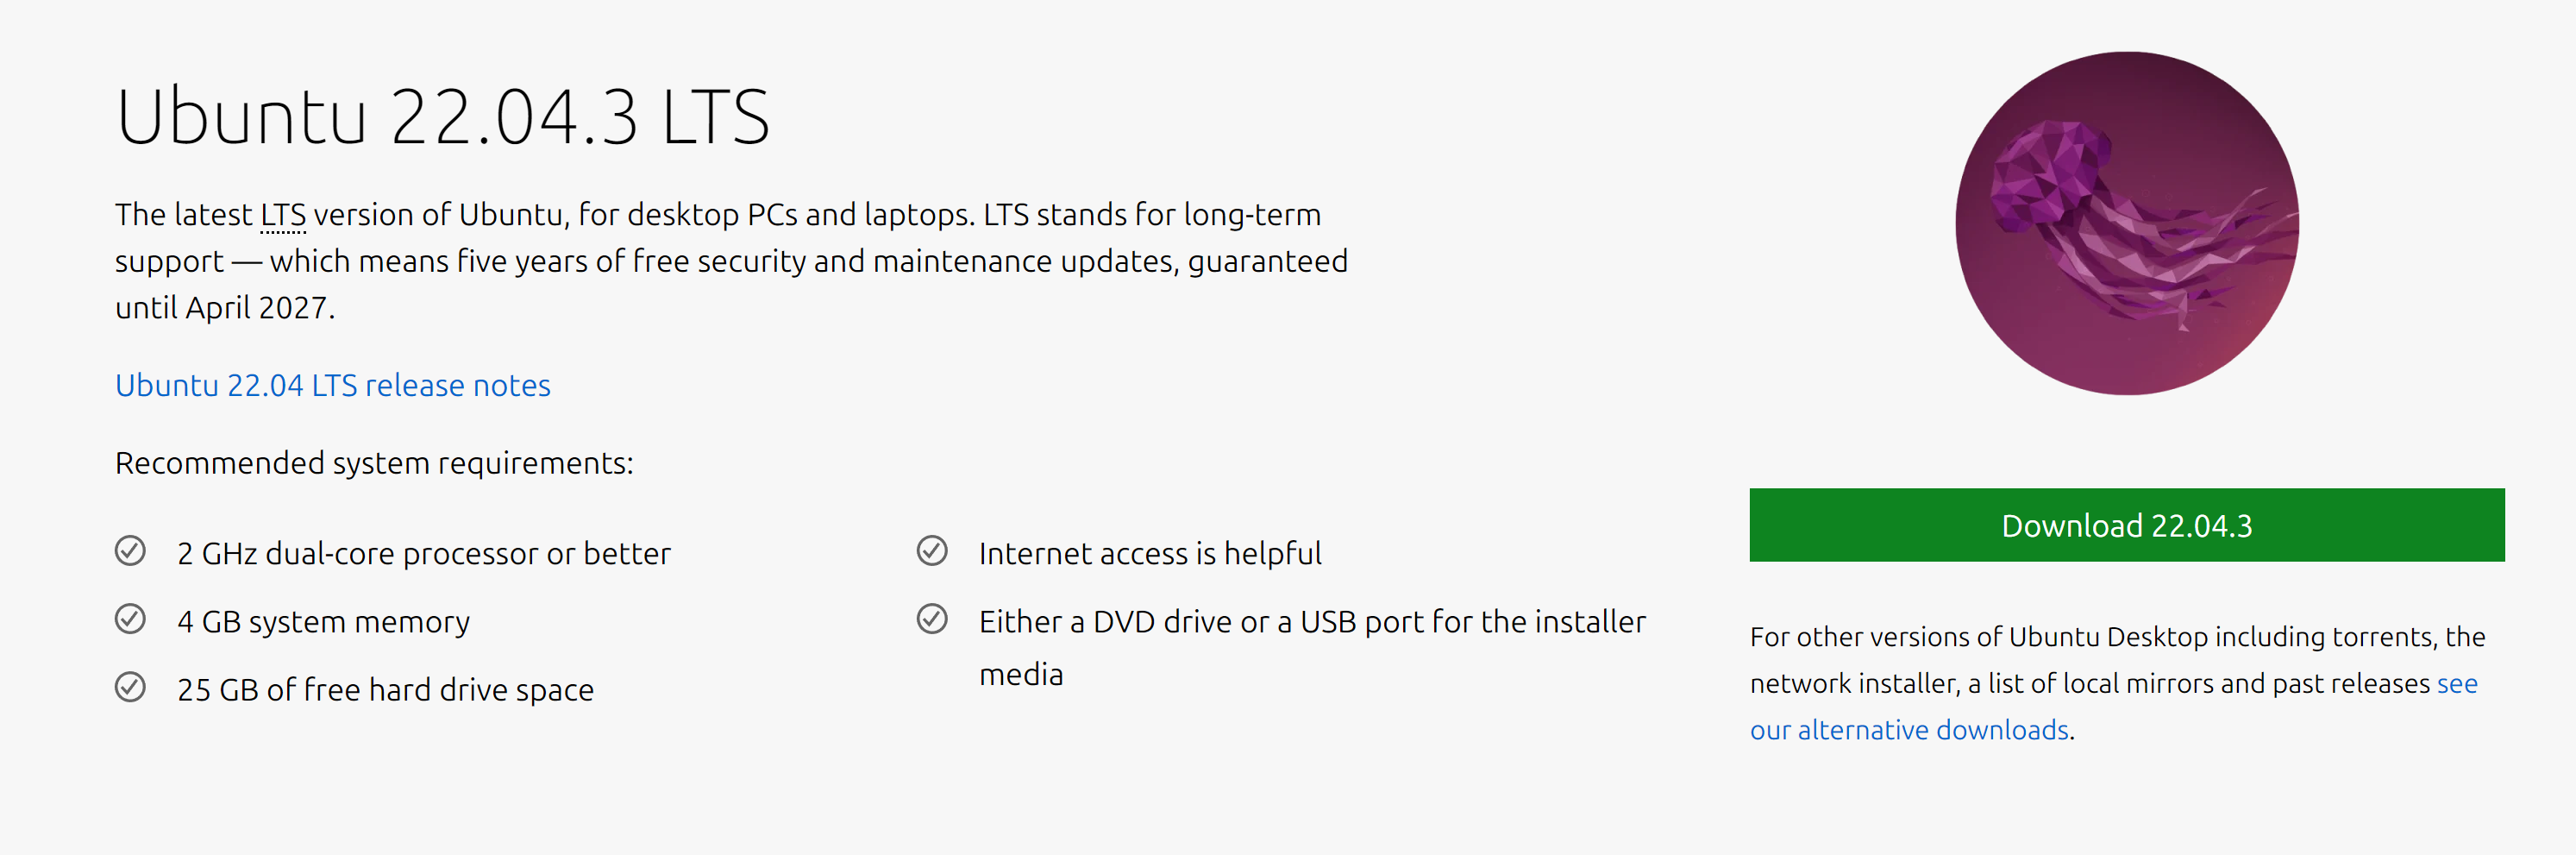 Ubuntu 22.04.3 LTS
The latest LTS version of Ubuntu, for desktop PCs and laptops. LTS stands for long-term
support — which means five years of free security and maintenance updates, guaranteed
until April 2027.
Ubuntu 22.04 LTS release notes
Recommended system requirements:
2 GHz dual-core processor or better
4 GB system memory
25 GB of free hard drive space
Internet access is helpful
Either a DVD drive or a USB port for the installer
media
Download 22.04.3
For other versions of Ubuntu Desktop including torrents, the
network installer, a list of local mirrors and past releases see
our alternative downloads.